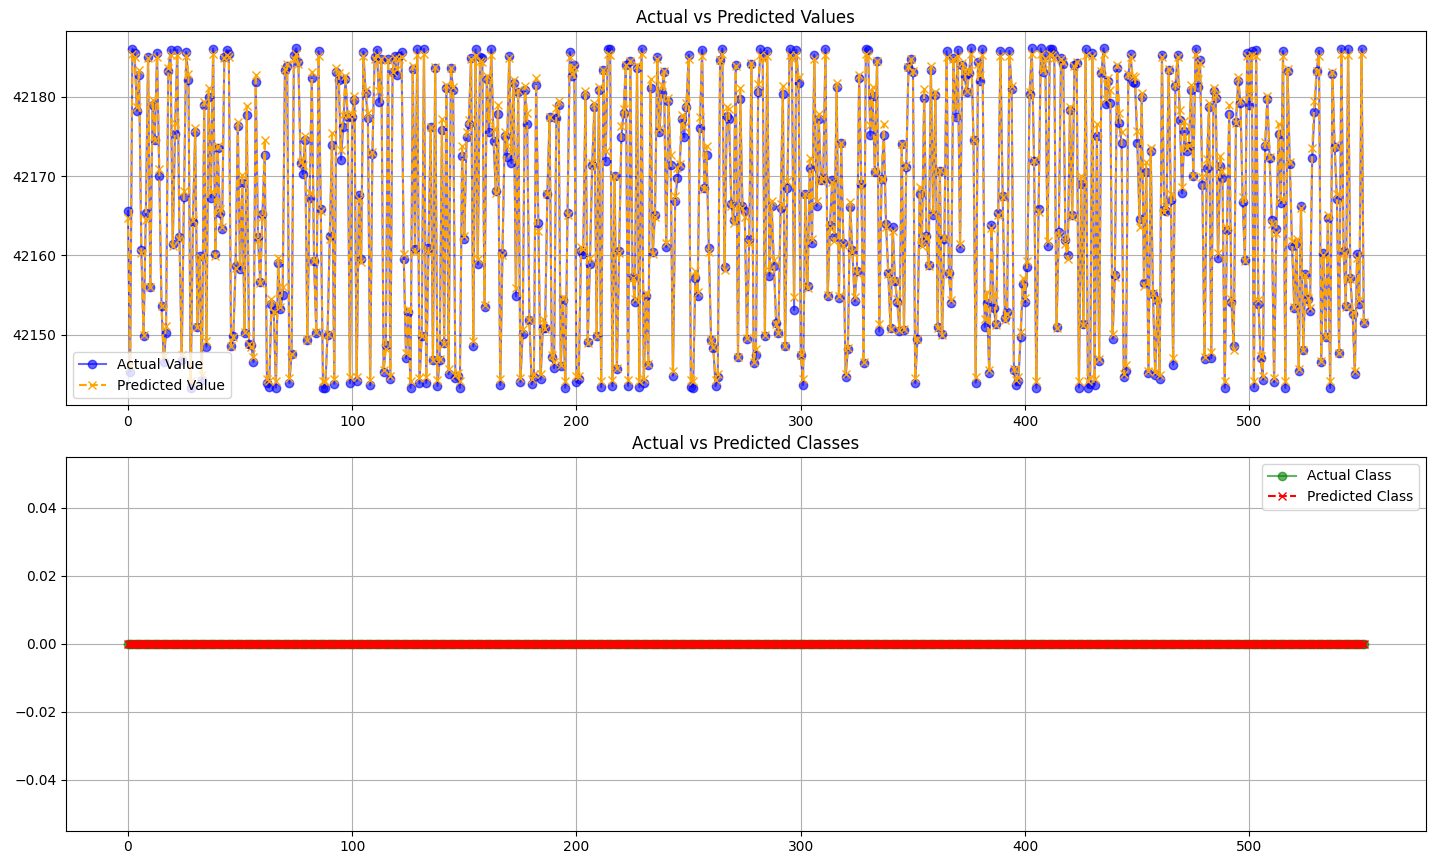 Actual vs Predicted Values
42180
42170
42160
42150
Actual Value
Predicted Value
0 100 200 300 400 500
Actual vs Predicted Classes
Actual Class
Predicted Class
0.04
0.02
0.00
−0.02
−0.04
0 100 200 300 400 500